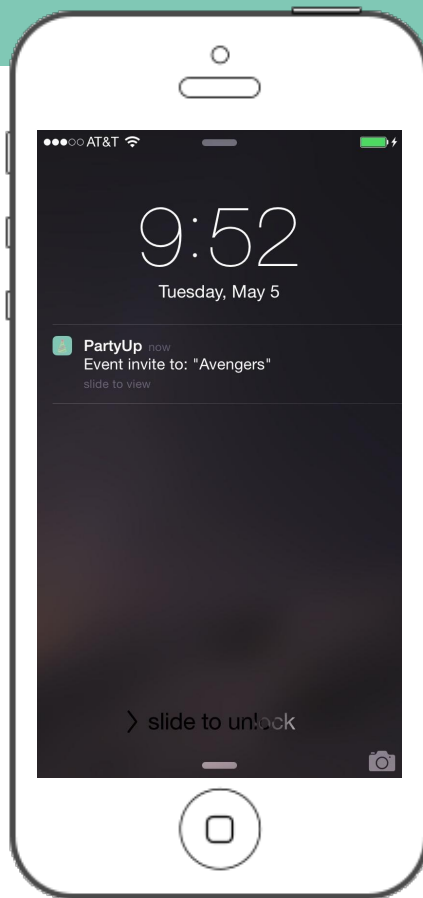 AT&T
9:52
Tuesday, May 5
PartyUp now
Event invite to: "Avengers"
slide to view
> slide to unlock